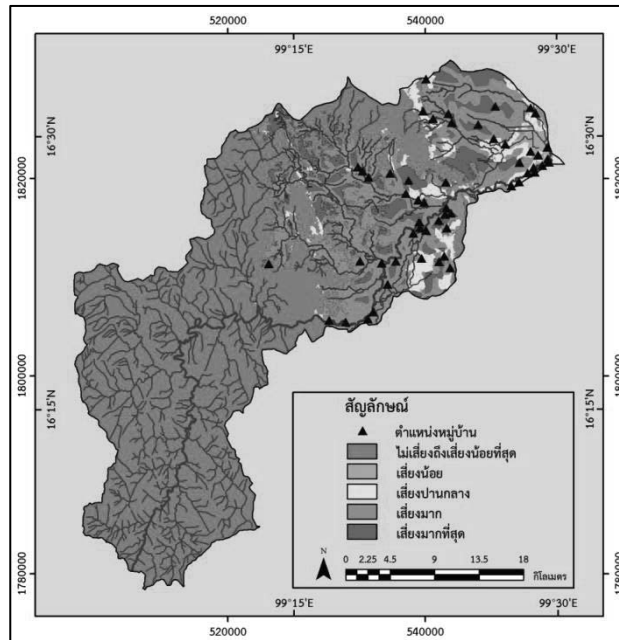 520000 540000
99°15'E 99°30'E
16°30'N 16°30'N
1820000 1820000
1800000 1800000
16°15'N 16°15'N
สัญลักษณ์
ตำแหน่งหมู่บ้าน
ไม่เสี่ยงถึงเสี่ยงน้อยที่สุด
เสี่ยงน้อย
เสี่ยงปานกลาง
เสี่ยงมาก
เสี่ยงมากที่สุด
N
0 2.25 4.5 9 13.5 18
กิโลเมตร
1780000 1780000
99°15'E 99°30'E
520000 540000